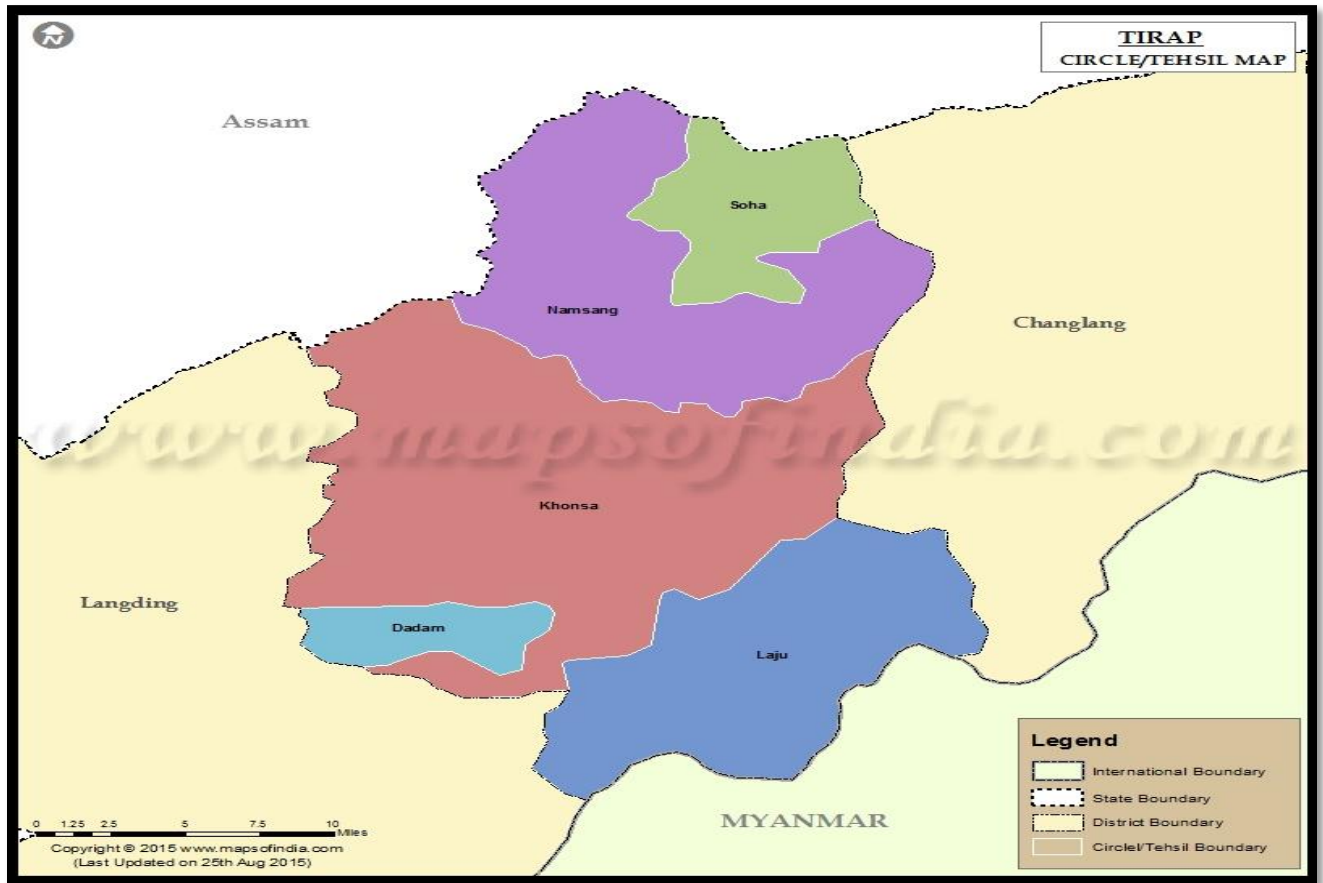 N
TIRAP
CIRCLE/TEHSIL MAP
Assam
Soha
Namsang
Changlang
www.mapsofindia.com
Khonsa
Langding
Dadam
Laju
Legend
International Boundary
State Boundary
District Boundary
Circlel/Tehsil Boundary
MYANMAR
0 1.25 2.5 5 7.5 10
Miles
Copyright © 2015 www.mapsofindia.com
(Last Updated on 25th Aug 2015)